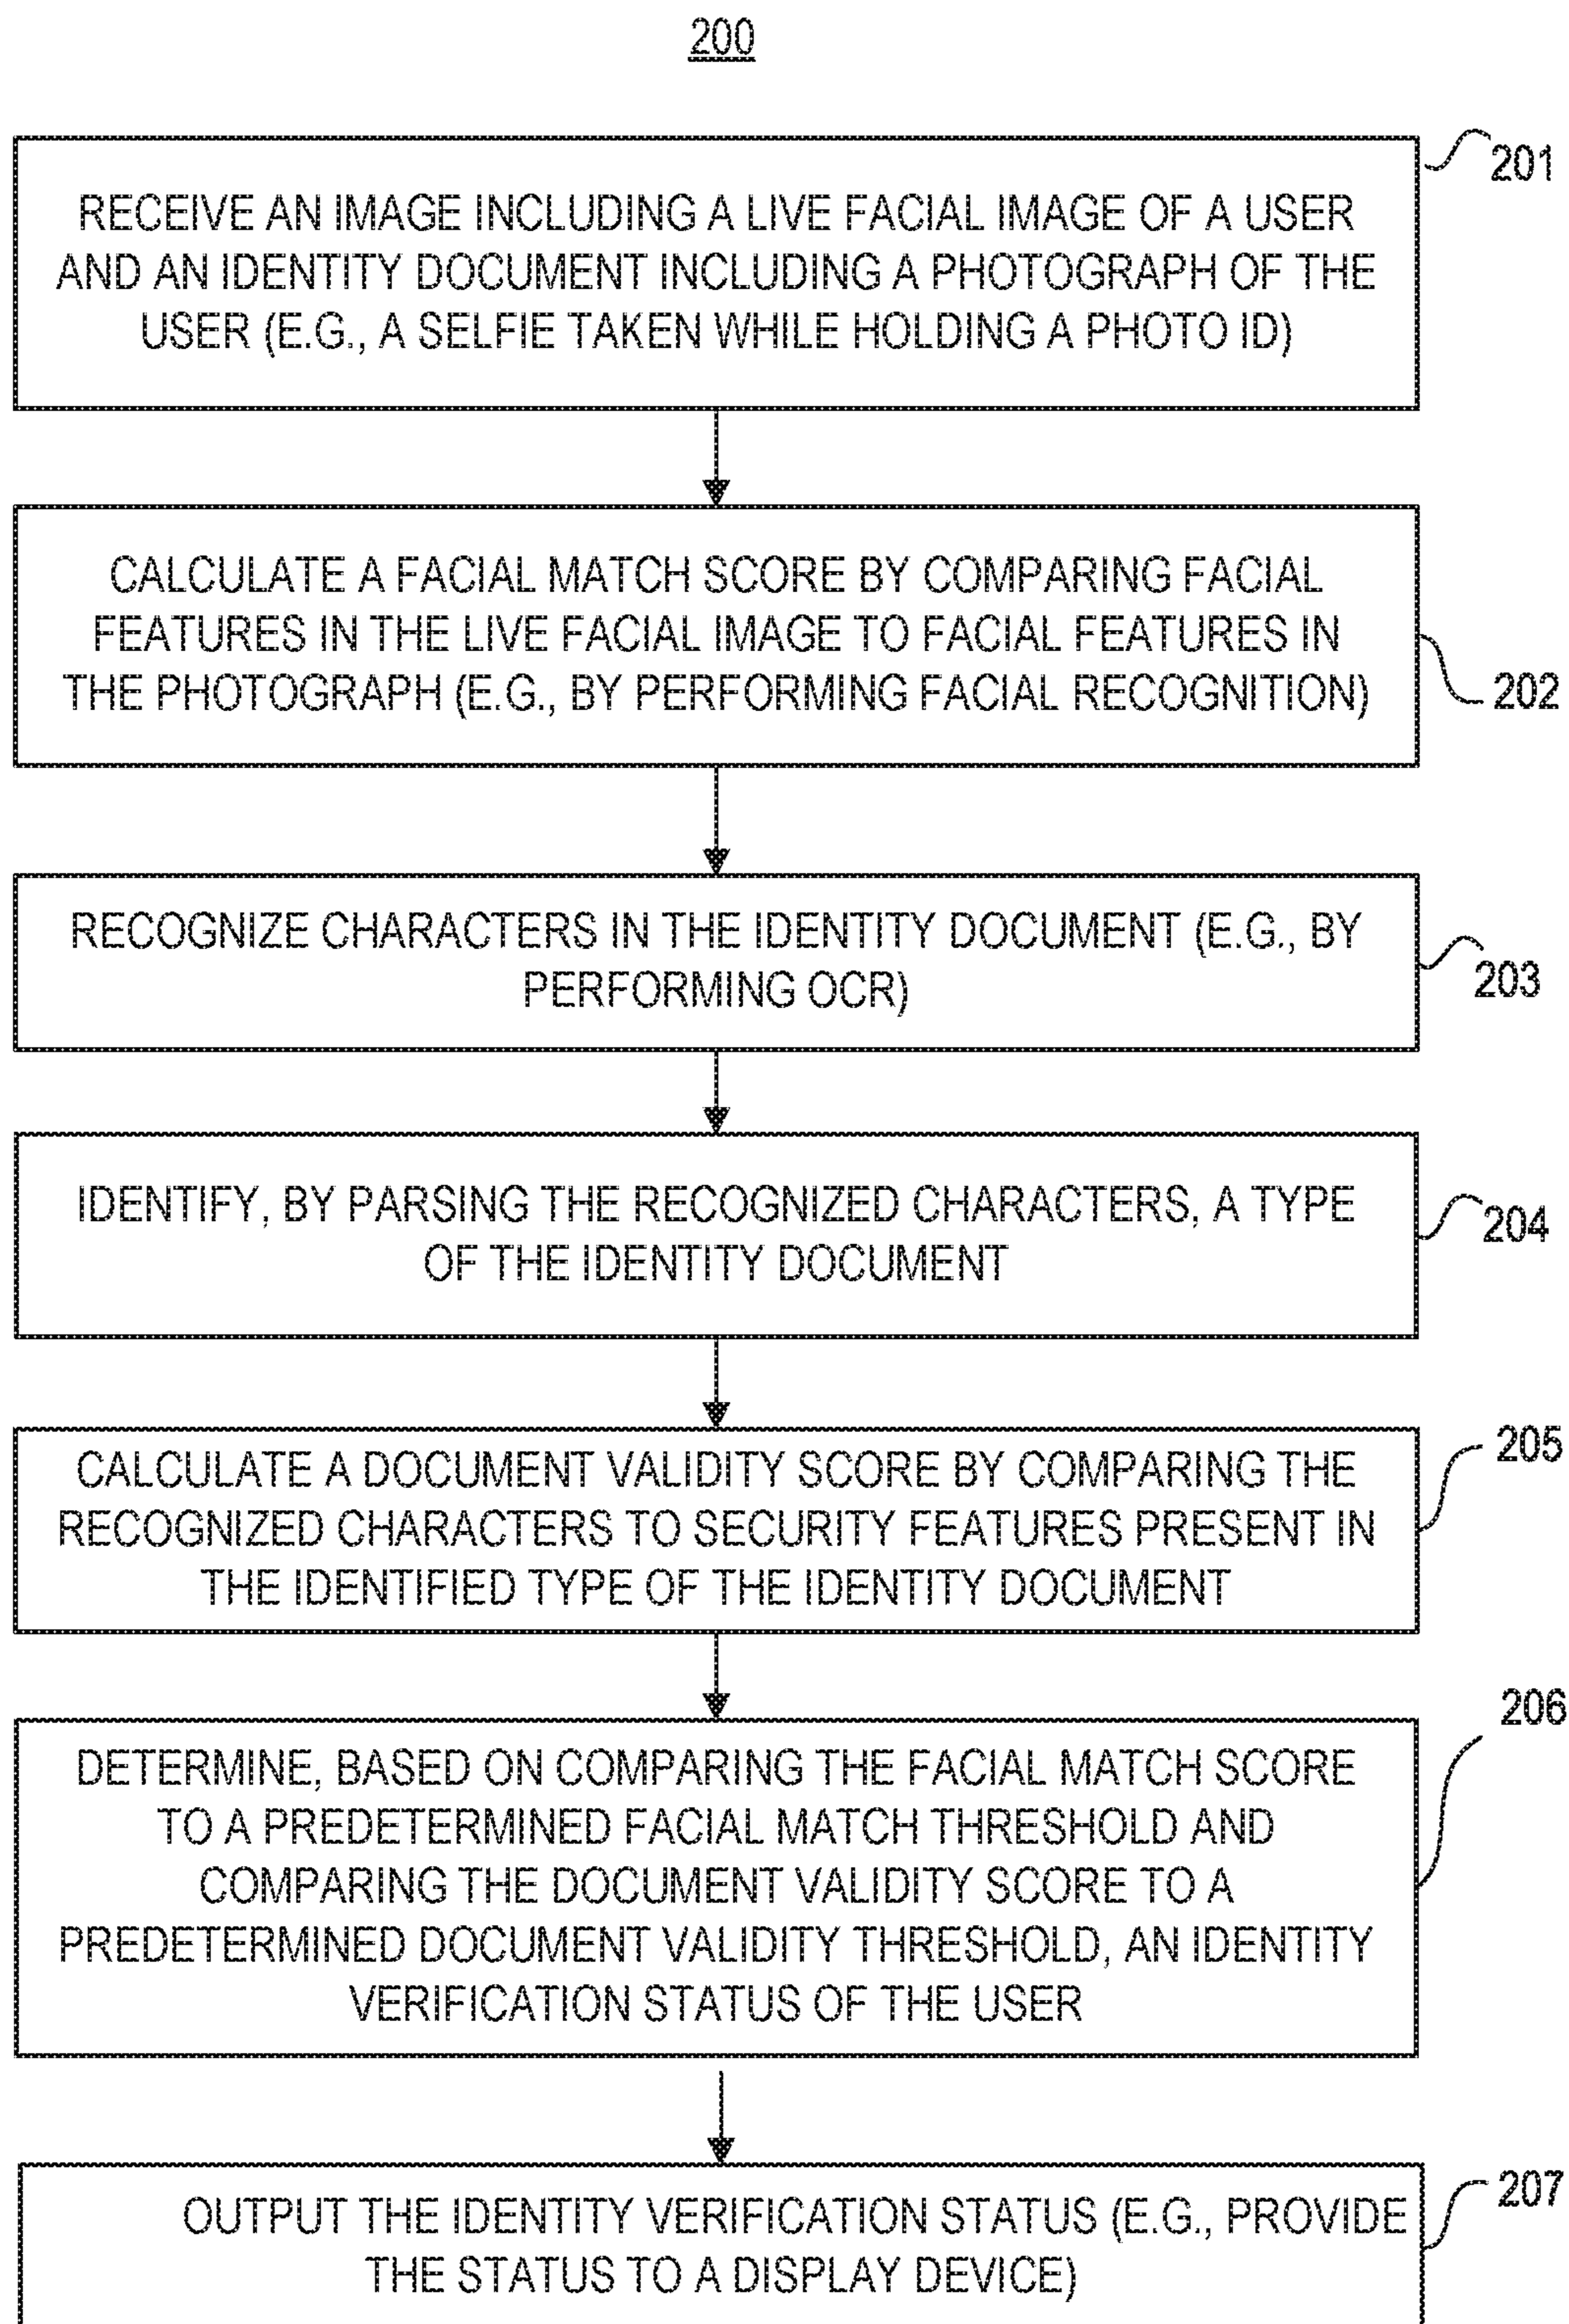 200
201
RECEIVE AN IMAGE INCLUDING A LIVE FACIAL IMAGE OF A USER
AND AN IDENTITY DOCUMENT INCLUDING A PHOTOGRAPH OF THE
USER (E.G., A SELFIE TAKEN WHILE HOLDING A PHOTO ID)
CALCULATE A FACIAL MATCH SCORE BY COMPARING FACIAL
FEATURES IN THE LIVE FACIAL IMAGE TO FACIAL FEATURES IN
THE PHOTOGRAPH (E.G., BY PERFORMING FACIAL RECOGNITION)
202
RECOGNIZE CHARACTERS IN THE IDENTITY DOCUMENT (E.G., BY
PERFORMING OCR)
203
IDENTIFY, BY PARSING THE RECOGNIZED CHARACTERS, A TYPE
OF THE IDENTITY DOCUMENT
204
CALCULATE A DOCUMENT VALIDITY SCORE BY COMPARING THE
RECOGNIZED CHARACTERS TO SECURITY FEATURES PRESENT IN
THE IDENTIFIED TYPE OF THE IDENTITY DOCUMENT
205
206
DETERMINE, BASED ON COMPARING THE FACIAL MATCH SCORE
TO A PREDETERMINED FACIAL MATCH THRESHOLD AND
COMPARING THE DOCUMENT VALIDITY SCORE TO A
PREDETERMINED DOCUMENT VALIDITY THRESHOLD, AN IDENTITY
VERIFICATION STATUS OF THE USER
207
OUTPUT THE IDENTITY VERIFICATION STATUS (E.G., PROVIDE
THE STATUS TO A DISPLAY DEVICE)